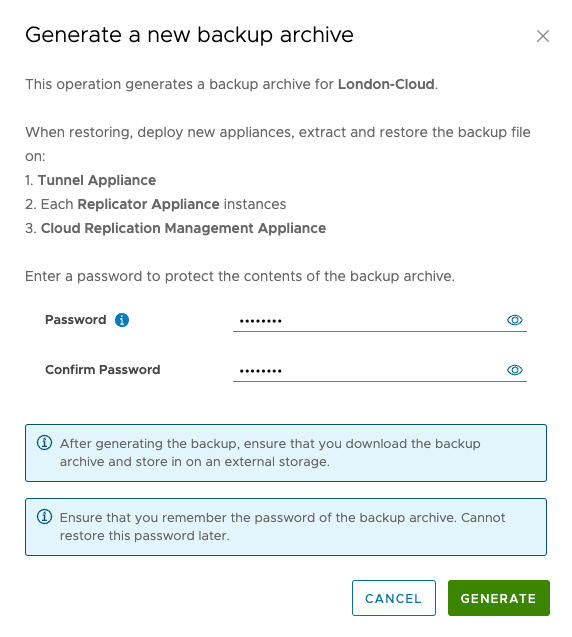 Generate a new backup archive
This operation generates a backup archive for London-Cloud.
When restoring, deploy new appliances, extract and restore the backup file
on:
1. Tunnel Appliance
2. Each Replicator Appliance instances
3. Cloud Replication Management Appliance
Enter a password to protect the contents of the backup archive.
Password
••••••••
Confirm Password
••••••••
After generating the backup, ensure that you download the backup
archive and store in on an external storage.
Ensure that you remember the password of the backup archive. Cannot
restore this password later.
CANCEL
GENERATE